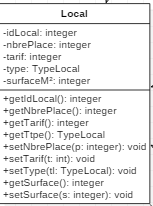 Local
-idLocal: integer
-nbrePlace: integer
-tarif: integer
-type: TypeLocal
-surfaceM²: integer
+getIdLocal(): integer
+getNbrePlace(): integer
+getTarif(): integer
+getTtpe(): TypeLocal
+setNbrePlace(p: integer): void
+setTarif(t: int): void
+setType(tl: TypeLocal): void
+getSurface(): integer
+setSurface(s: integer): void